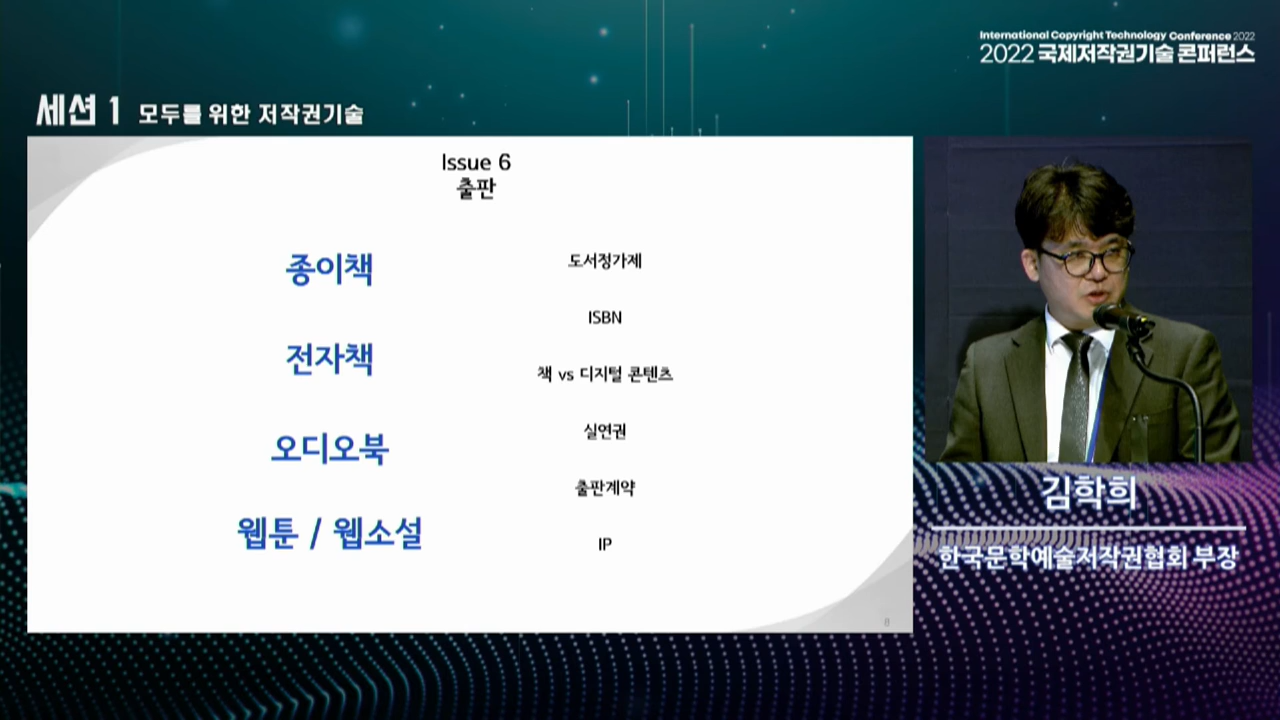 International Copyright Technology Conference 2022
2022 국제저작권기술 콘퍼런스
세션 1 모두를 위한 저작권기술
Issue 6
출판
종이책
전자책
오디오북
웹툰 / 웹소설
도서정가제
ISBN
책 vs 디지털 콘텐츠
실연권
출판계약
IP
8
김학희
한국문학예술저작권협회 부장